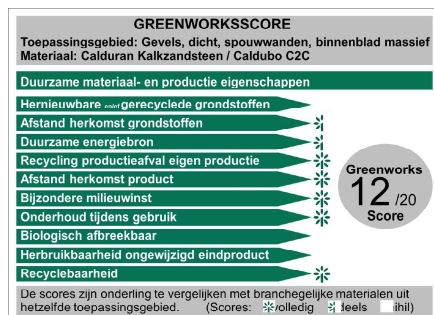 GREENWORKSSCORE
Toepassingsgebied: Gevels, dicht, spouwwanden, binnenblad massief
Materiaal: Calduran Kalkzandsteen / Caldubo C2C
Duurzame materiaal- en productie eigenschappen
Hernieuwbare en/of gerecyclede grondstoffen
Afstand herkomst grondstoffen
Duurzame energiebron
Recycling productieafval eigen productie
Afstand herkomst product
Bijzondere milieuwinst
Onderhoud tijdens gebruik
Biologisch afbreekbaar
Herbruikbaarheid ongewijzigd eindproduct
Recyclebaarheid
Greenworks
12 /20
Score
De scores zijn onderling te vergelijken met branchegelijke materialen uit
hetzelfde toepassingsgebied. (Scores: volledig deels ihil)